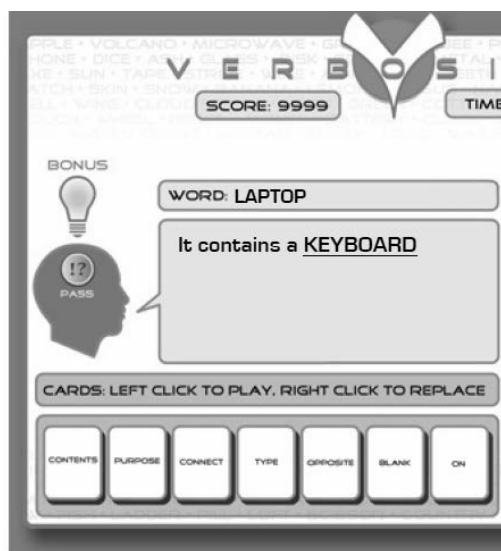 VERBOSI
SCORE: 9999
TIME
BONUS
WORD: LAPTOP
!?
PASS
It contains a KEYBOARD
CARDS: LEFT CLICK TO PLAY, RIGHT CLICK TO REPLACE
CONTENTS PURPOSE CONNECT TYPE OPPOSITE BLANK ON